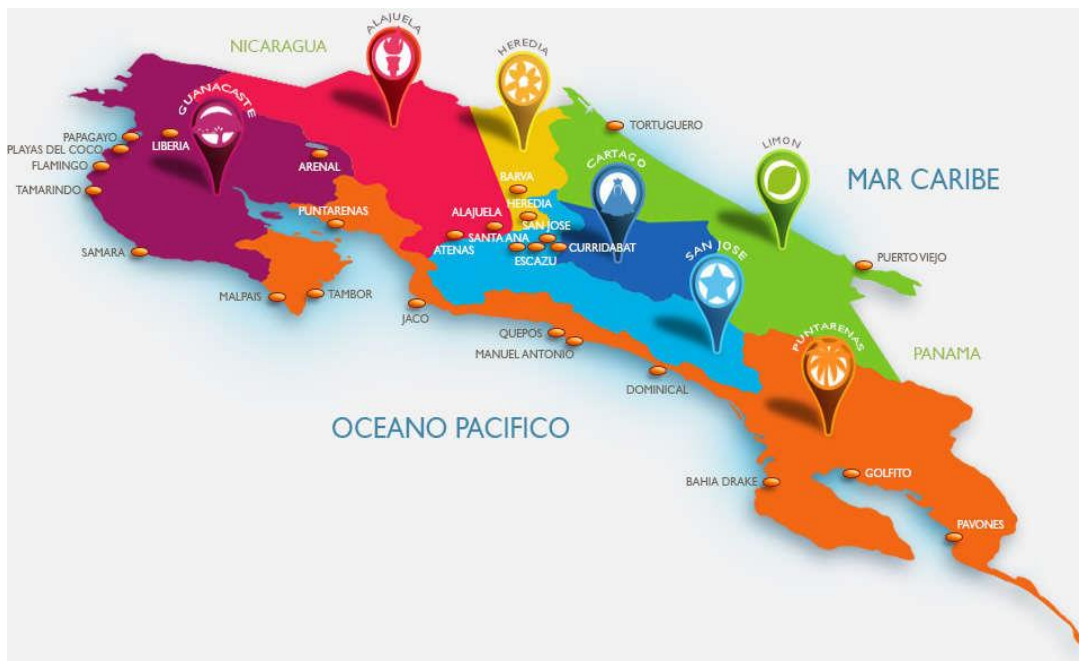 ALAJUELA
NICARAGUA
HEREDIA
GUANACASTE
TORTUGUERO
PAPAGAYO
LIBERIA
LIMON
PLAYAS DEL COCO
CARTAGO
FLAMINGO
ARENAL
BARVA
MAR CARIBE
TAMARINDO
HEREDIA
PUNTARENAS
ALAJUELA
SAN JOSE
SANTA ANA
ATENAS
CURRIDABAT
SAMARA
ESCAZU
SAN JOSE
PUERTO VIEJO
MALPAIS
TAMBOR
JACO
QUEPOS
PUNTARENAS
MANUEL ANTONIO
PANAMA
DOMINICAL
OCEANO PACIFICO
GOLFITO
BAHIA DRAKE
PAVONES